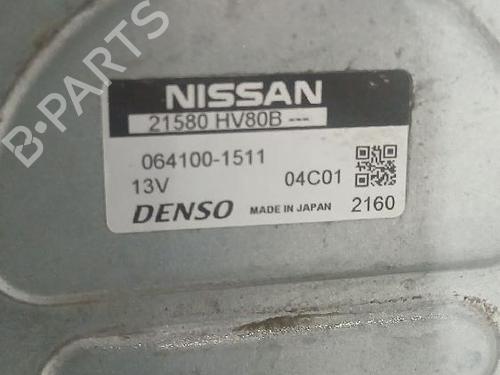 B-PARTS
NISSAN
21580 HV80B ---
064100-1511
13V 04C01
DENSO MADE IN JAPAN 2160